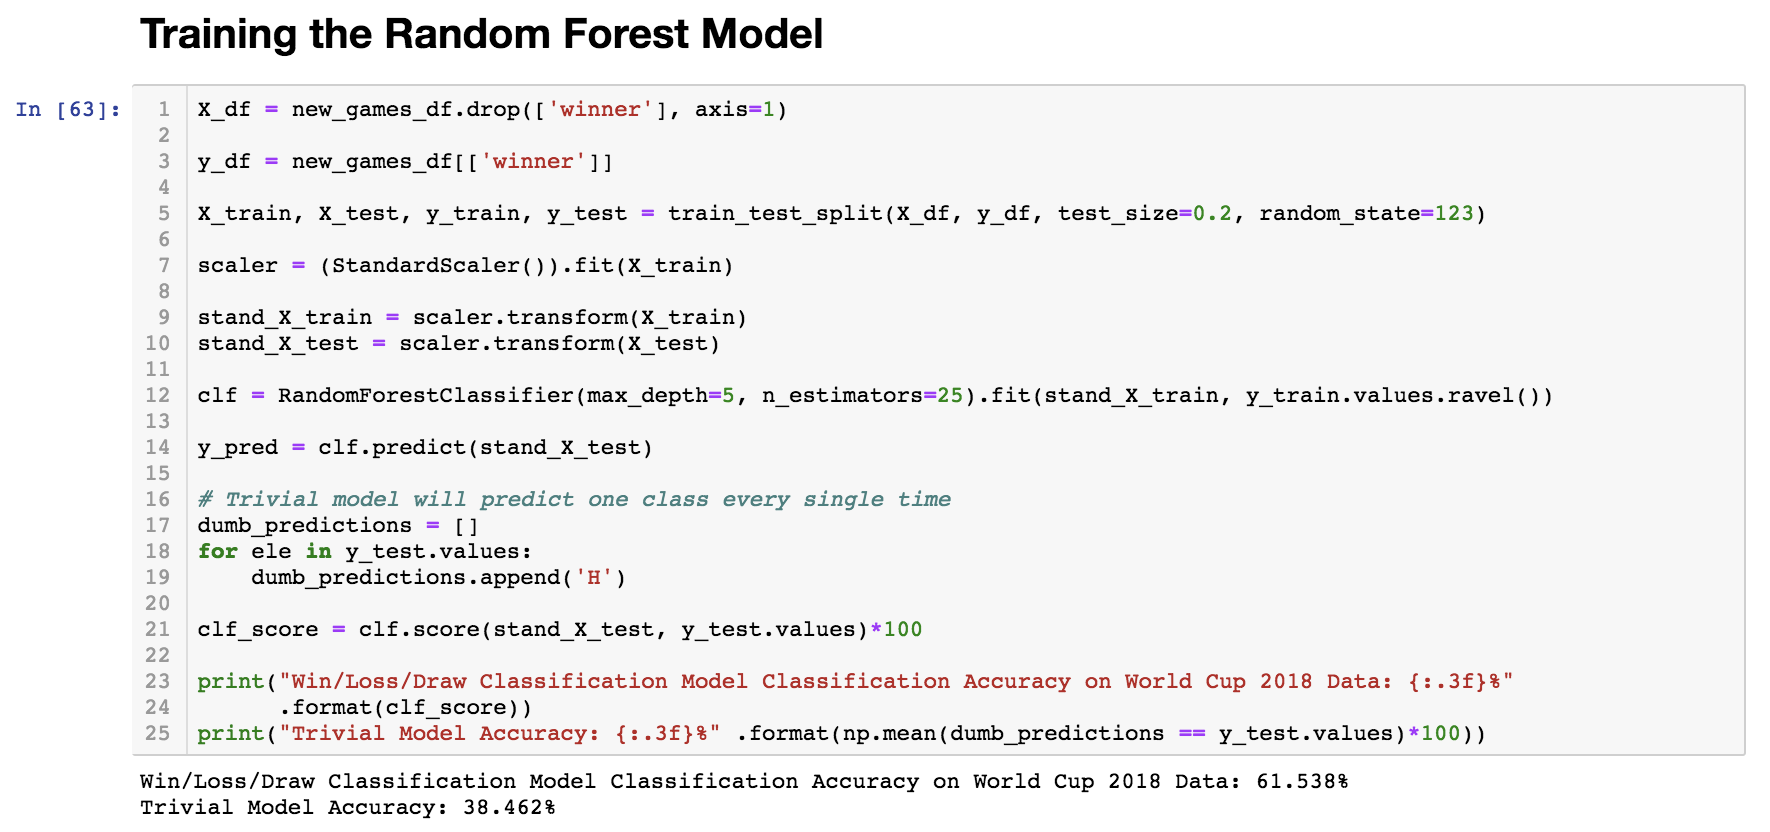 Training the Random Forest Model
In [63]:
1 X_df = new_games_df.drop(['winner'], axis=1)
2
3 y_df = new_games_df[['winner']]
4
5 X_train, X_test, y_train, y_test = train_test_split(X_df, y_df, test_size=0.2, random_state=123)
6
7 scaler = (StandardScaler()).fit(X_train)
8
9 stand_X_train = scaler.transform(X_train)
10 stand_X_test = scaler.transform(X_test)
11
12 clf = RandomForestClassifier(max_depth=5, n_estimators=25).fit(stand_X_train, y_train.values.ravel())
13
14 y_pred = clf.predict(stand_X_test)
15
16 # Trivial model will predict one class every single time
17 dumb_predictions = []
18 for ele in y_test.values:
19     dumb_predictions.append('H')
20
21 clf_score = clf.score(stand_X_test, y_test.values)*100
22
23 print("Win/Loss/Draw Classification Model Classification Accuracy on World Cup 2018 Data: {:.3f}%"
24       .format(clf_score))
25 print("Trivial Model Accuracy: {:.3f}%" .format(np.mean(dumb_predictions == y_test.values)*100))
Win/Loss/Draw Classification Model Classification Accuracy on World Cup 2018 Data: 61.538%
Trivial Model Accuracy: 38.462%